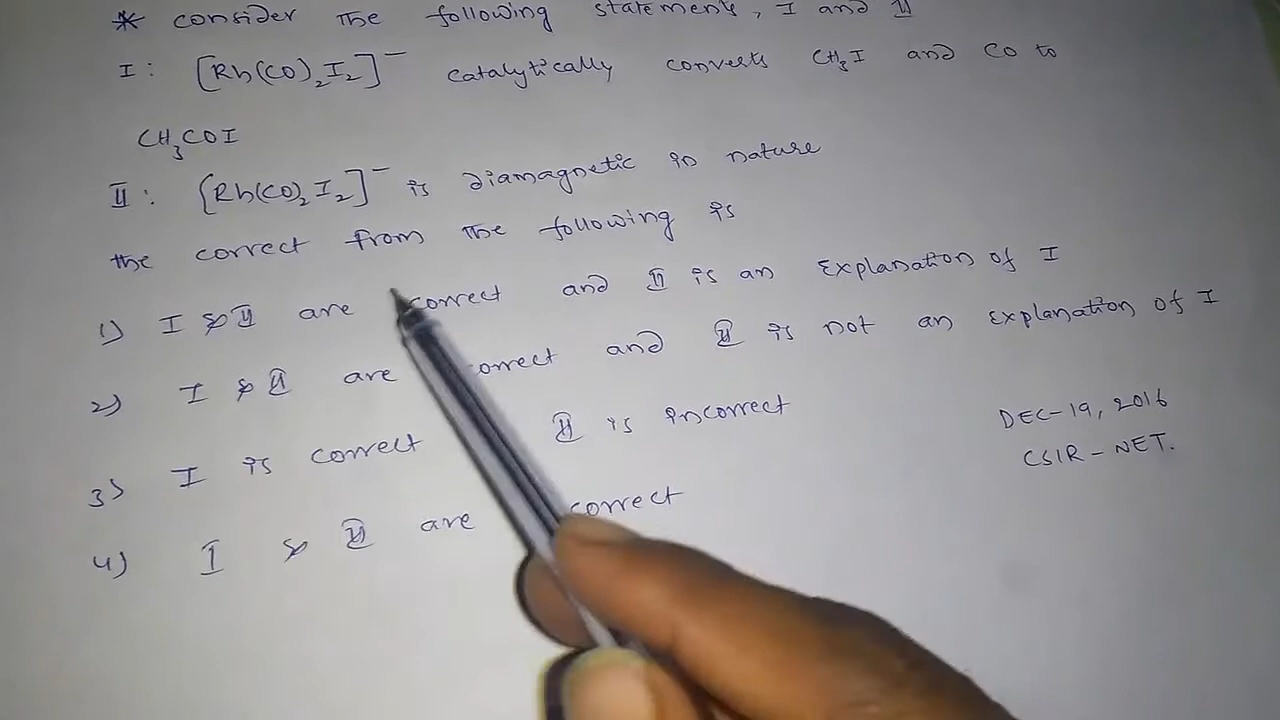 * consider the following statements, I and II
I : [Rh(CO)₂I₂]⁻ catalytically converts CH₃I and CO to
CH₃COI
II : [Rh(CO)₂I₂]⁻ is diamagnetic in nature
the correct from the following is
1) I & II are correct and II is an Explanation of I
2) I & II are orrect and II is not an Explanation of I
3) I is correct II is incorrect
4) I & II are correct
DEC-19, 2016
CSIR - NET.